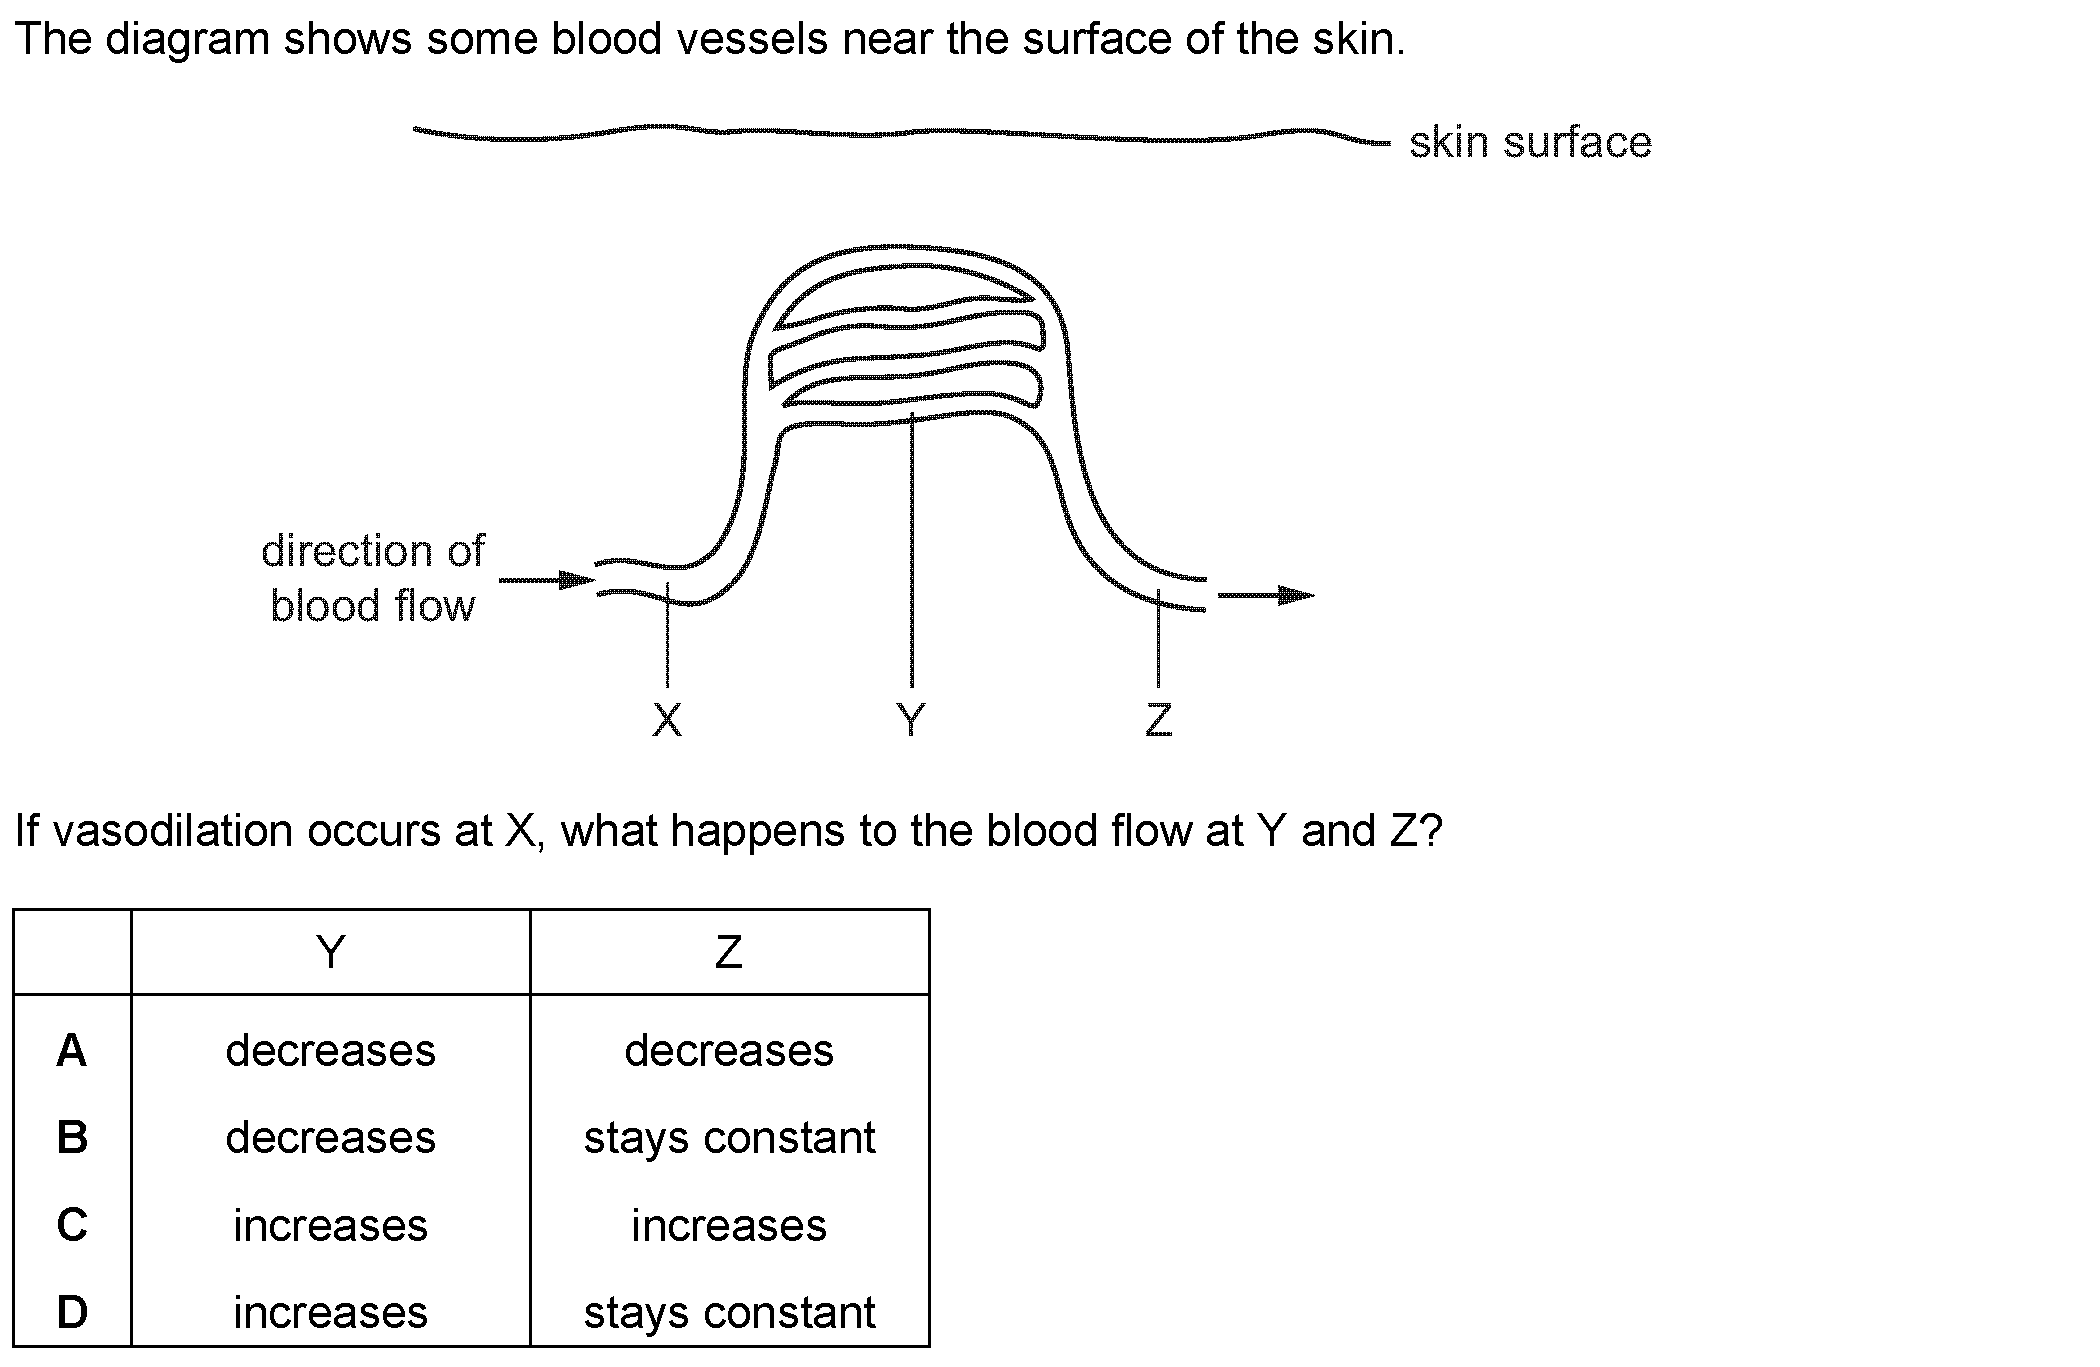 The diagram shows some blood vessels near the surface of the skin.
skin surface
direction of
blood flow
X Y Z
If vasodilation occurs at X, what happens to the blood flow at Y and Z?
Y Z
A decreases decreases
B decreases stays constant
C increases increases
D increases stays constant